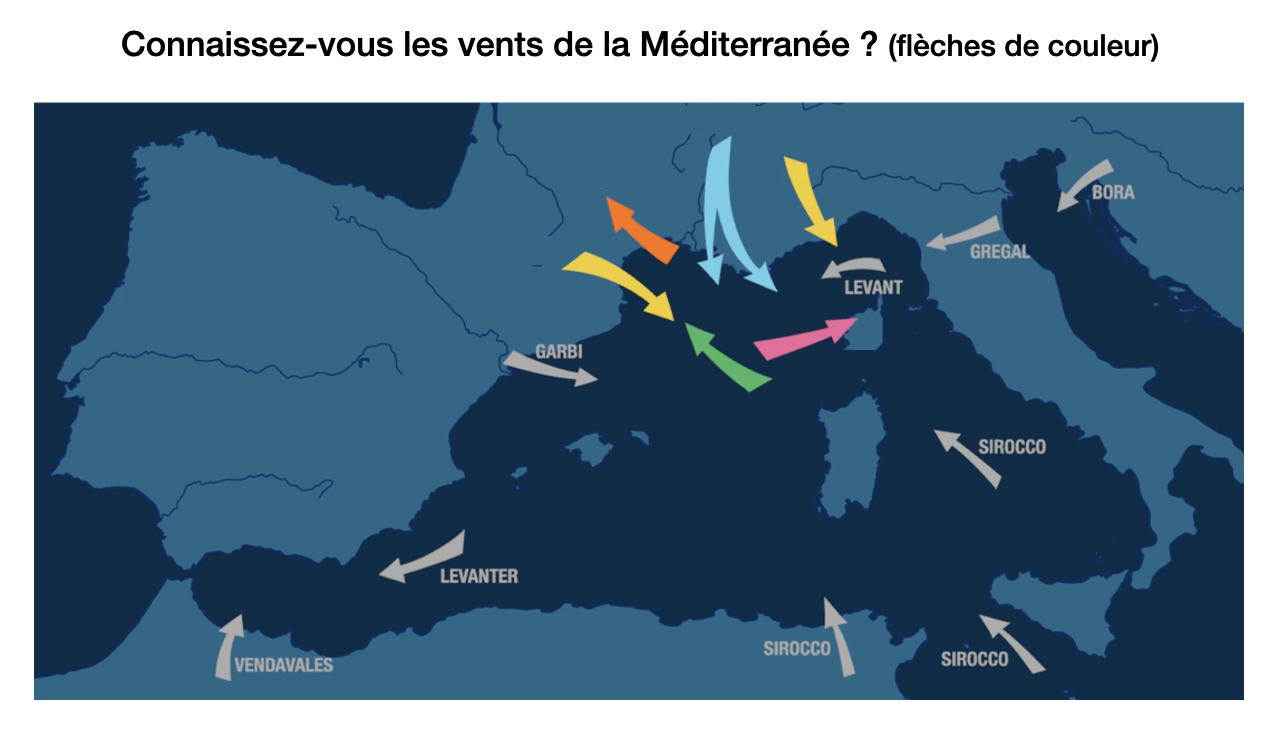 Connaissez-vous les vents de la Méditerranée ? (flèches de couleur)
BORA
GREGAL
LEVANT
GARBI
SIROCCO
LEVANTER
SIROCCO
SIROCCO
VENDAVALES